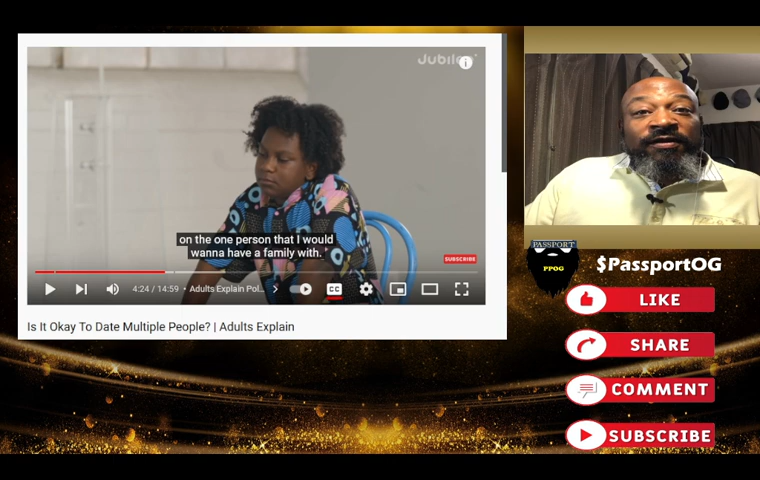 Jubilee
on the one person that I would
wanna have a family with.
SUBSCRIBE
4:24 / 14:59 • Adults Explain Pol...
CC
Is It Okay To Date Multiple People? | Adults Explain
PASSPORT
PPOG
$PassportOG
LIKE
SHARE
COMMENT
SUBSCRIBE